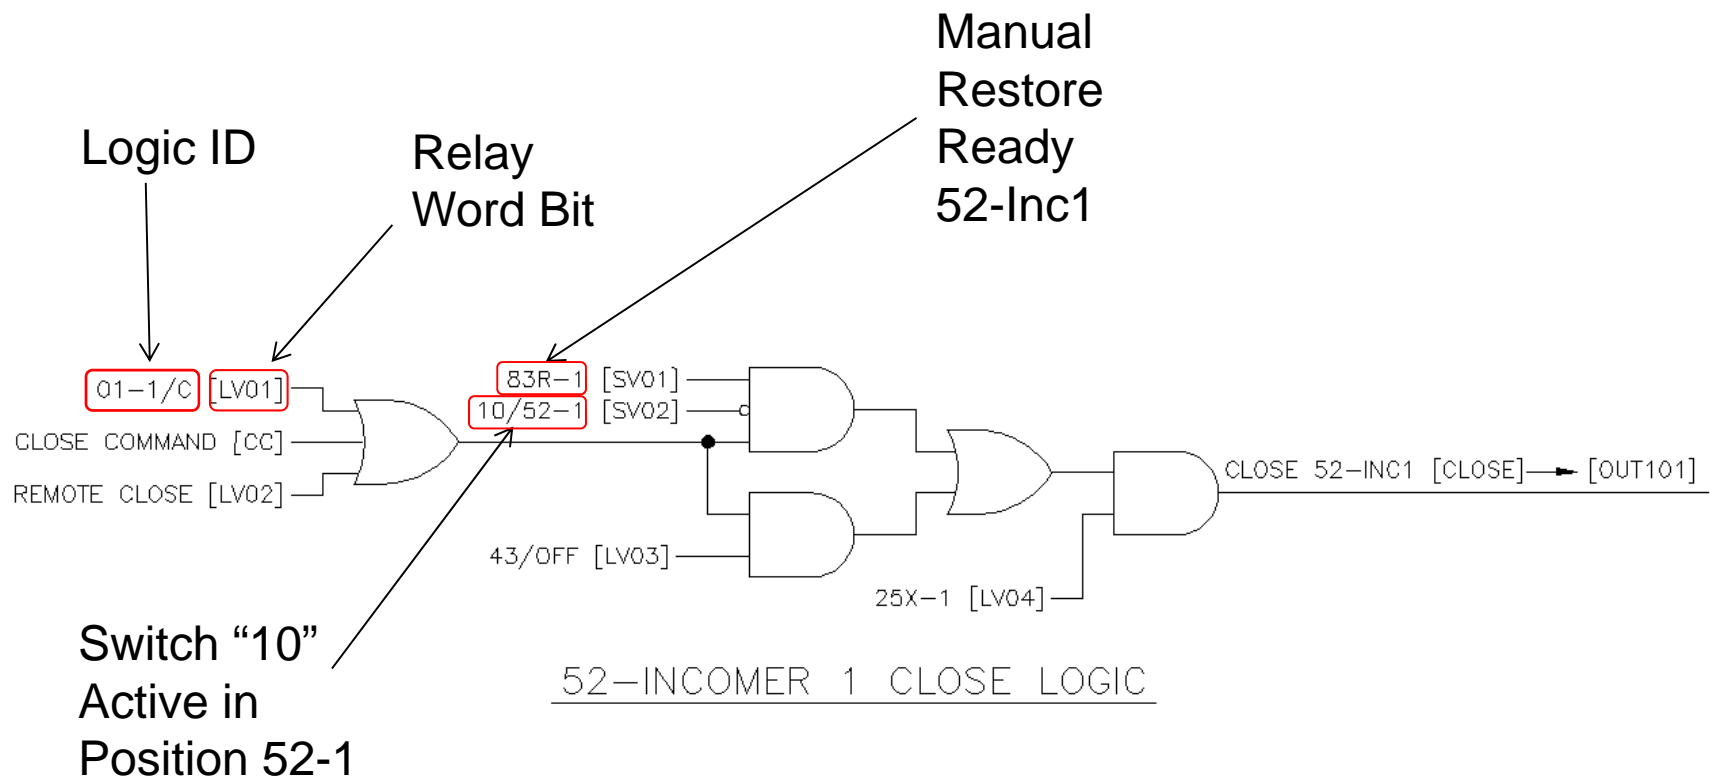 Manual
Restore
Ready
52-Inc1
Logic ID
Relay
Word Bit
01-1/C [LV01]
CLOSE COMMAND [CC]
REMOTE CLOSE [LV02]
83R-1 [SV01]
10/52-1 [SV02]
43/OFF [LV03]
25X-1 [LV04]
CLOSE 52-INC1 [CLOSE] [OUT101]
Switch “10”
Active in
Position 52-1
52-INCOMER 1 CLOSE LOGIC